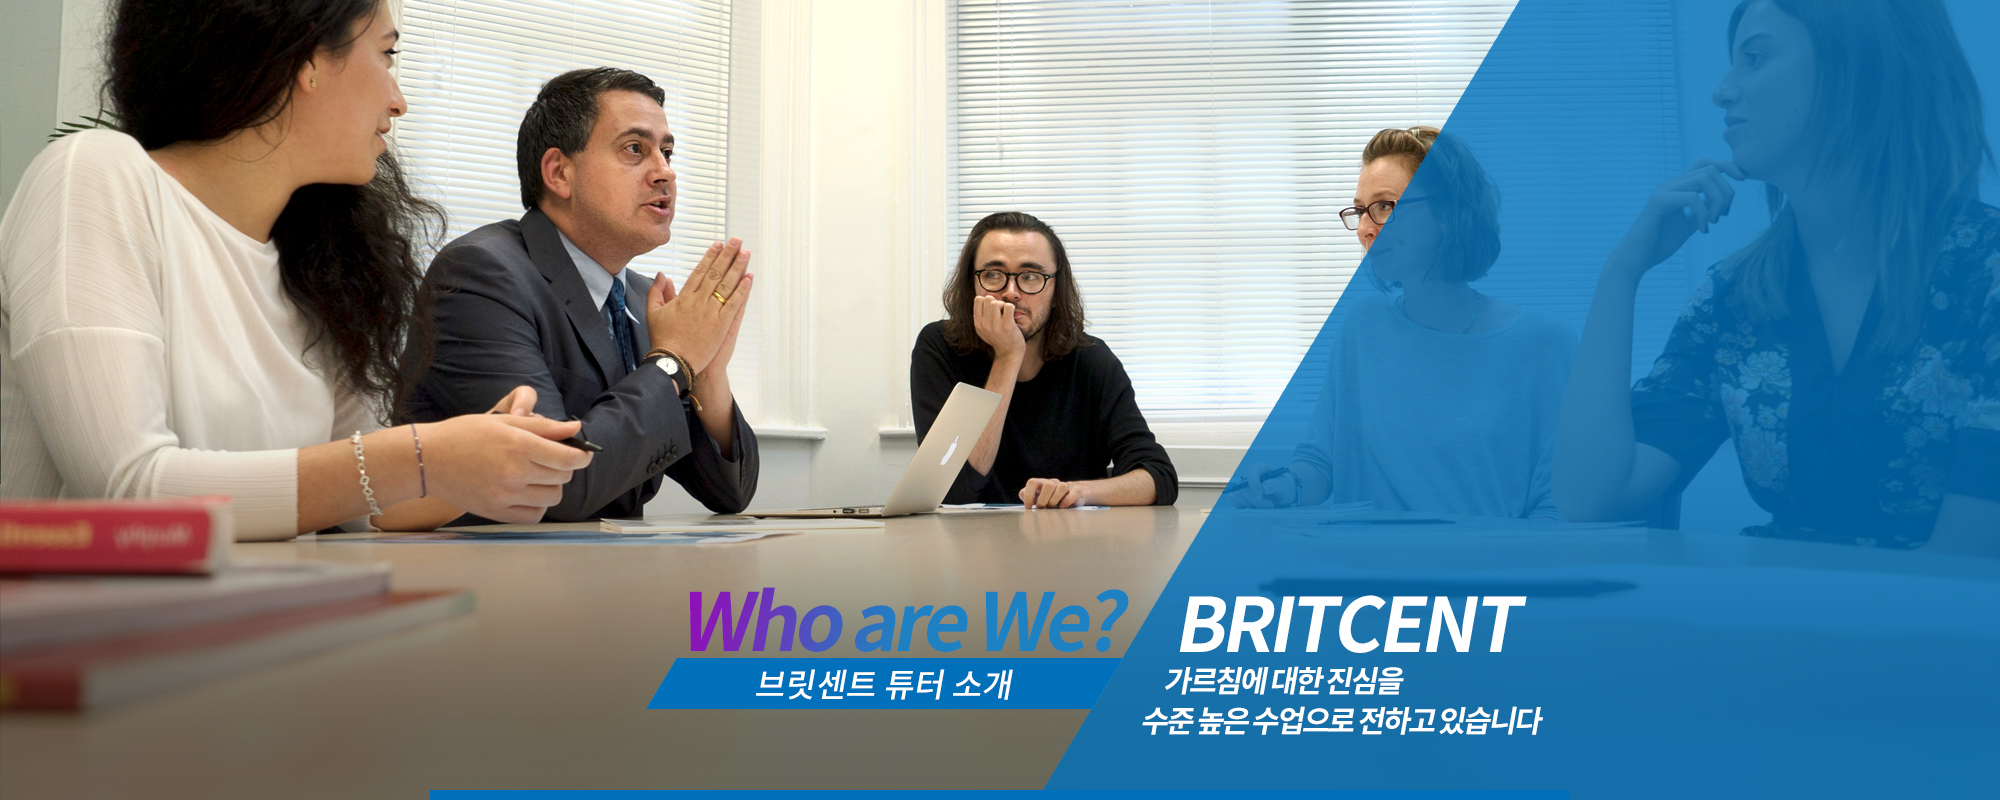 Who are We?
브릿센트 튜터 소개
BRITCENT
가르침에 대한 진심을
수준 높은 수업으로 전하고 있습니다